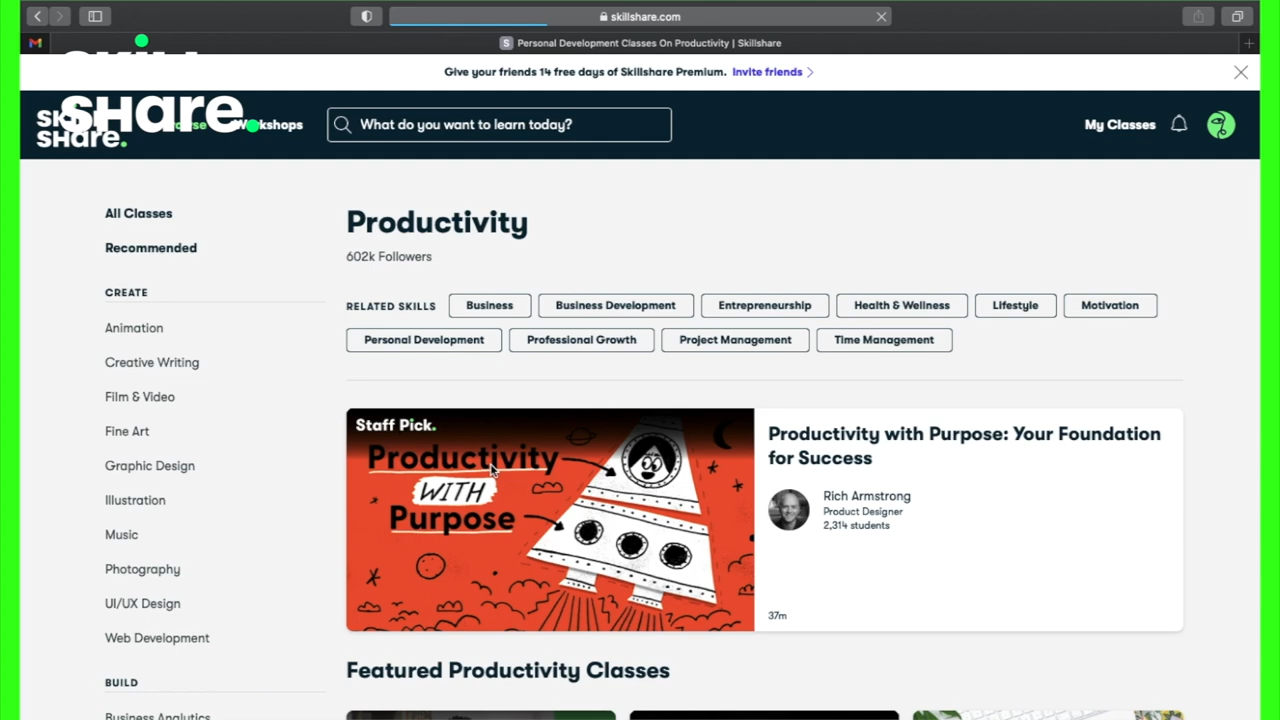 skillshare.com
Personal Development Classes On Productivity | Skillshare
Give your friends 14 free days of Skillshare Premium. Invite friends
SHare
SHare.
Workshops
What do you want to learn today?
My Classes
All Classes
Recommended
CREATE
Animation
Creative Writing
Film & Video
Fine Art
Graphic Design
Illustration
Music
Photography
UI/UX Design
Web Development
BUILD
Business Analytics
Productivity
602k Followers
RELATED SKILLS Business Business Development Entrepreneurship Health & Wellness Lifestyle Motivation
Personal Development Professional Growth Project Management Time Management
Staff Pick.
Productivity
WITH
Purpose
Productivity with Purpose: Your Foundation
for Success
Rich Armstrong
Product Designer
2,314 students
37m
Featured Productivity Classes